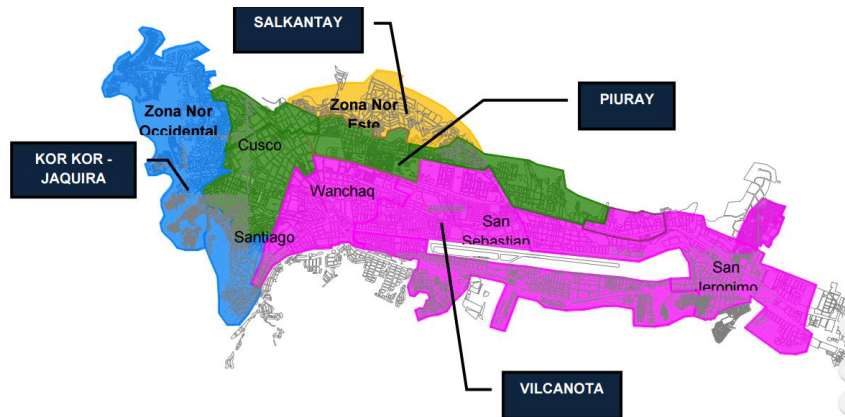 SALKANTAY
PIURAY
Zona Nor
Occidental
Zona Nor
Este
Cusco
KOR KOR -
JAQUIRA
Wanchaq
Santiago
San
Sebastian
San
Jeronimo
VILCANOTA